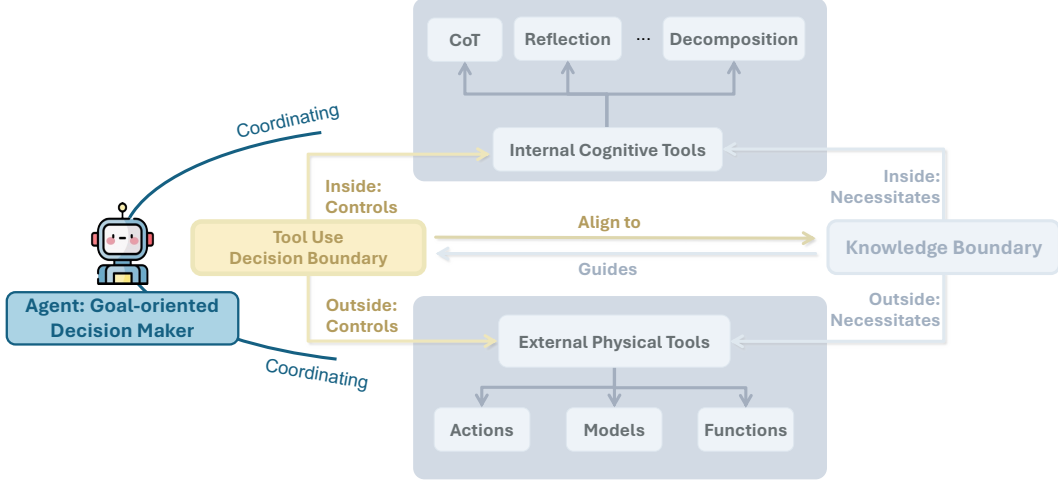 CoT
Reflection
...
Decomposition
Coordinating
Internal Cognitive Tools
Inside:
Controls
Inside:
Necessitates
Tool Use
Decision Boundary
Align to
Guides
Knowledge Boundary
Agent: Goal-oriented
Decision Maker
Outside:
Controls
Outside:
Necessitates
External Physical Tools
Coordinating
Actions
Models
Functions